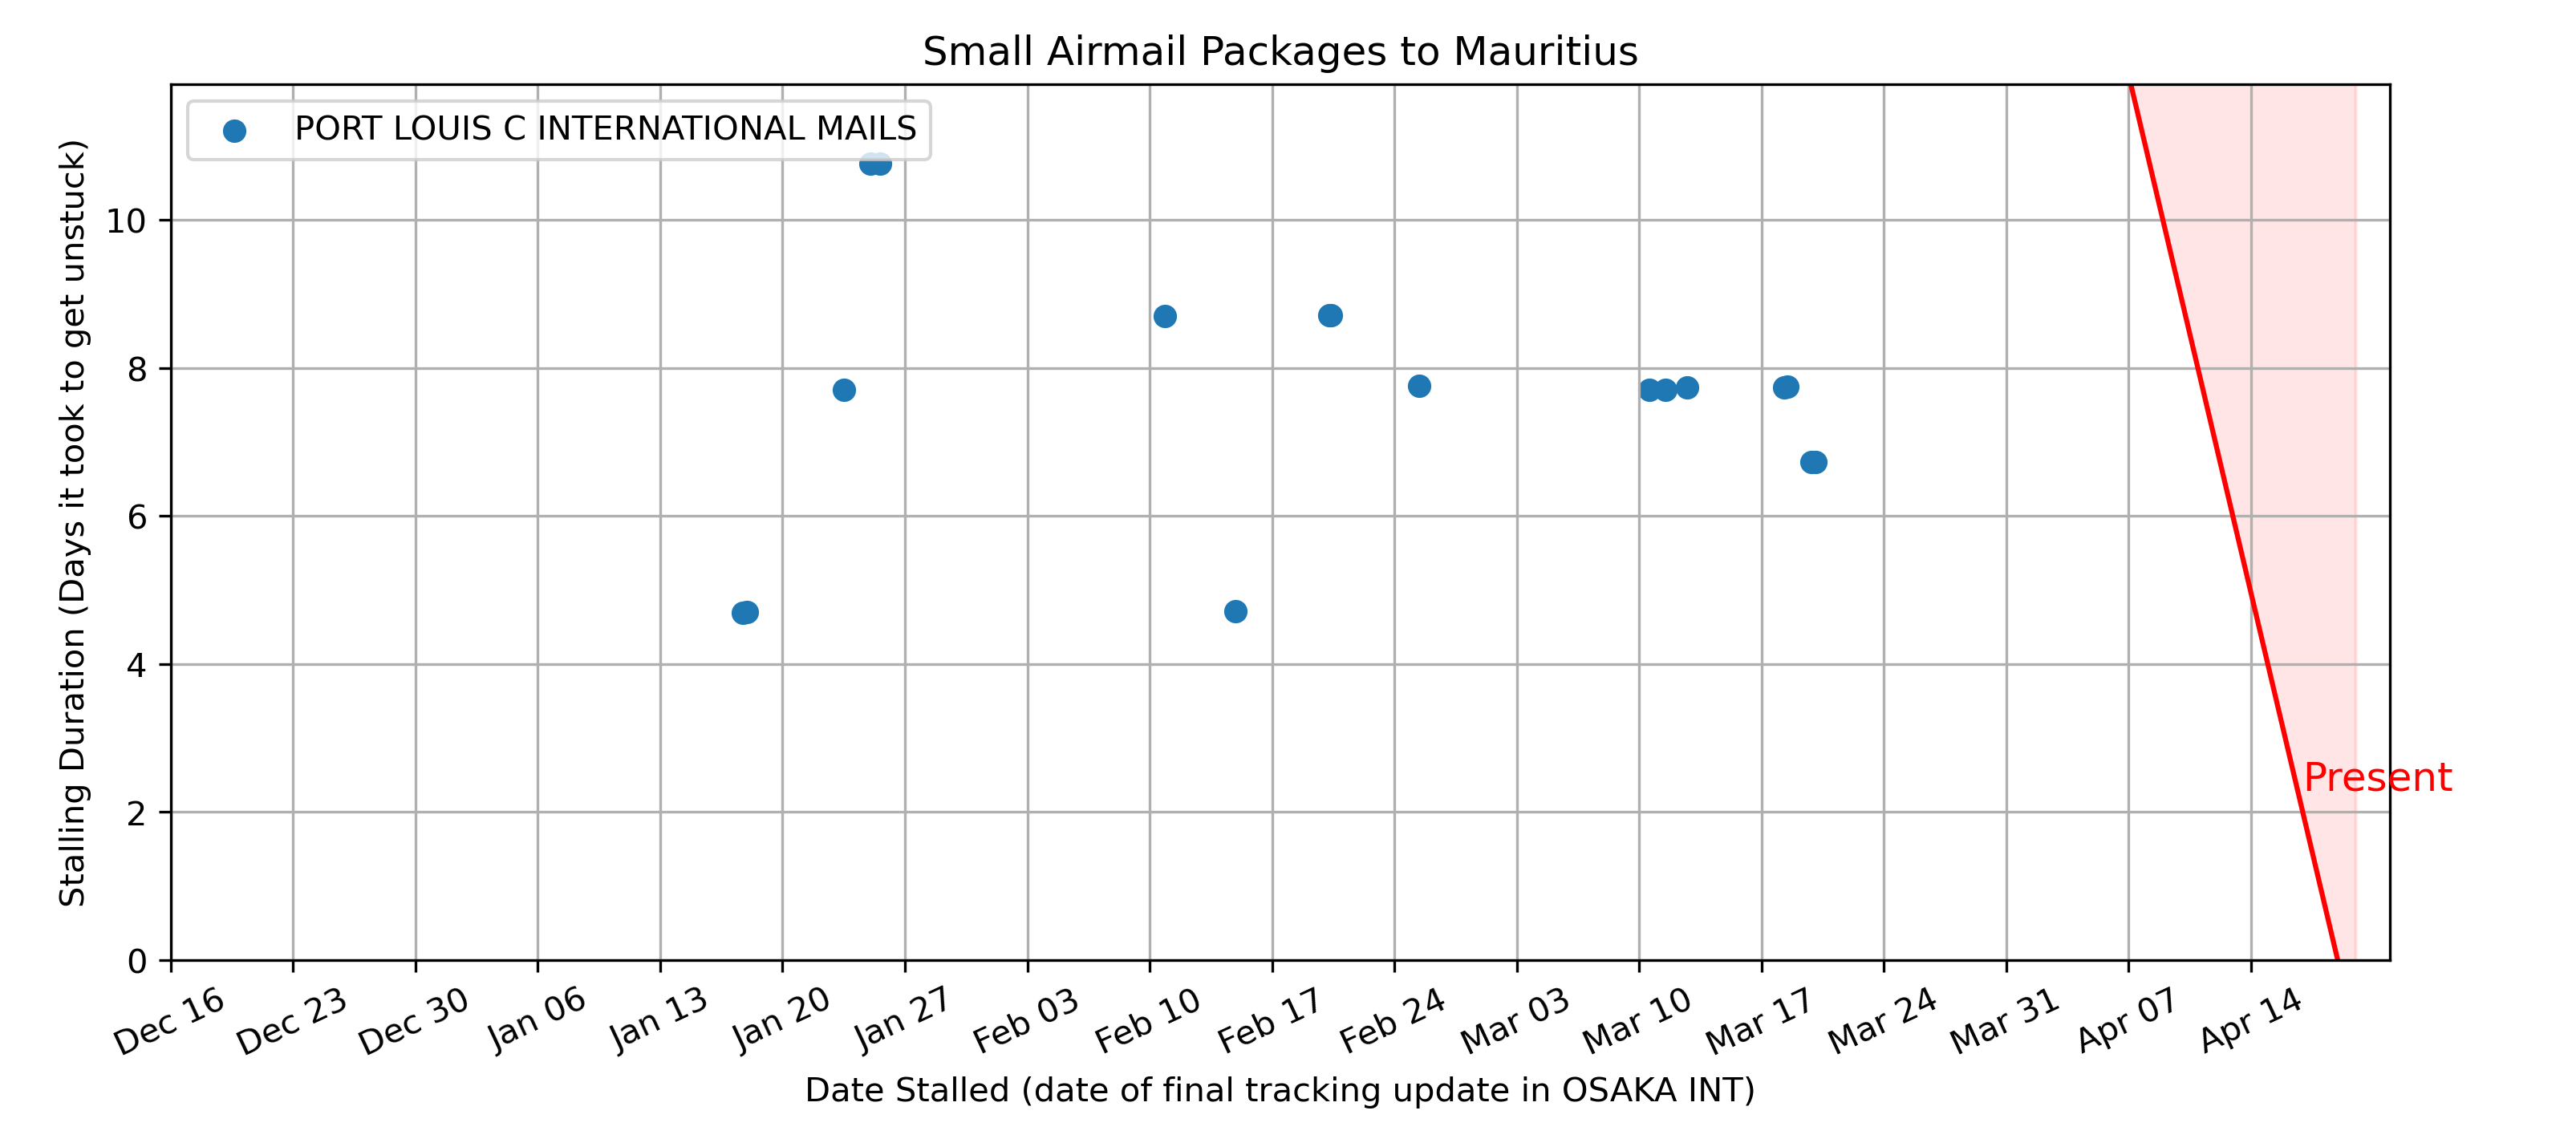 Small Airmail Packages to Mauritius
PORT LOUIS C INTERNATIONAL MAILS
Stalling Duration (Days it took to get unstuck)
10
8
6
4
2
0
Present
Dec 16
Dec 23
Dec 30
Jan 06
Jan 13
Jan 20
Jan 27
Feb 03
Feb 10
Feb 17
Feb 24
Mar 03
Mar 10
Mar 17
Mar 24
Mar 31
Apr 07
Apr 14
Date Stalled (date of final tracking update in OSAKA INT)